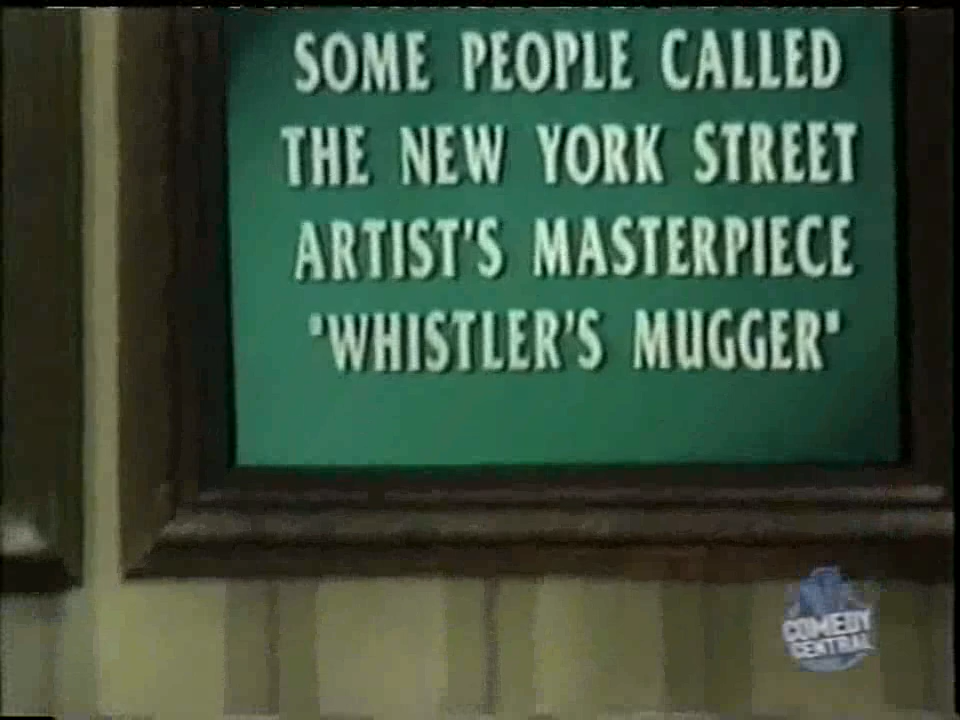 SOME PEOPLE CALLED
THE NEW YORK STREET
ARTIST'S MASTERPIECE
"WHISTLER'S MUGGER"
COMEDY
CENTRAL